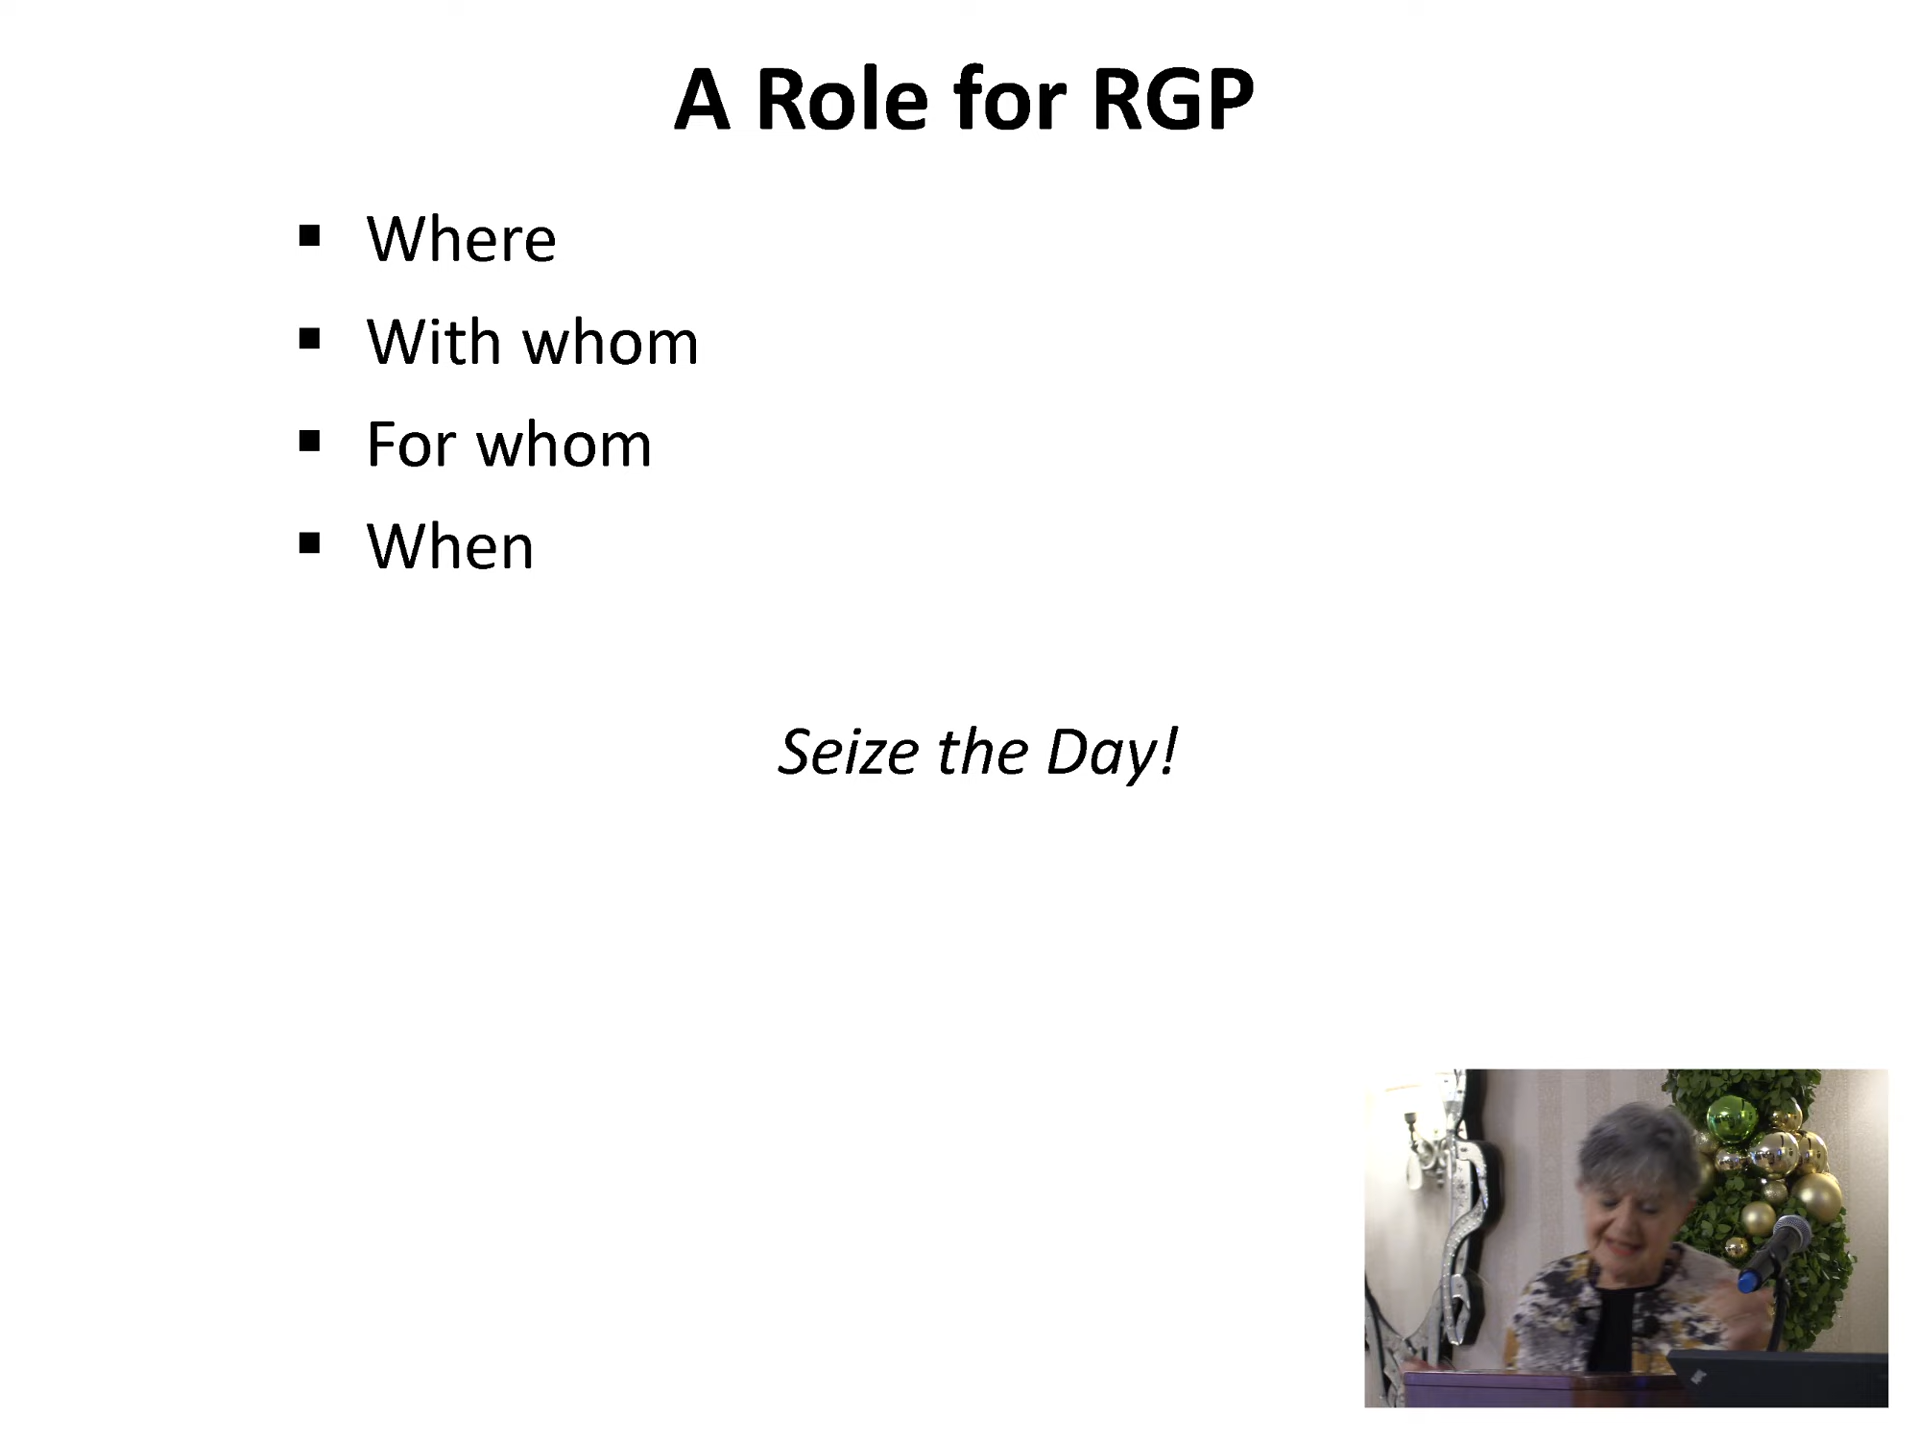 A Role for RGP
▪ Where
▪ With whom
▪ For whom
▪ When
Seize the Day!